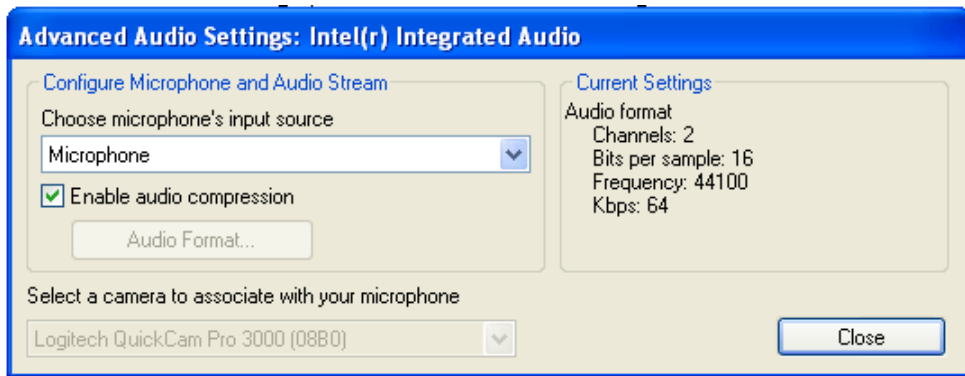 Advanced Audio Settings: Intel(r) Integrated Audio
Configure Microphone and Audio Stream
Choose microphone's input source
Microphone
Enable audio compression
Audio Format...
Select a camera to associate with your microphone
Logitech QuickCam Pro 3000 (08B0)
Current Settings
Audio format
Channels: 2
Bits per sample: 16
Frequency: 44100
Kbps: 64
Close